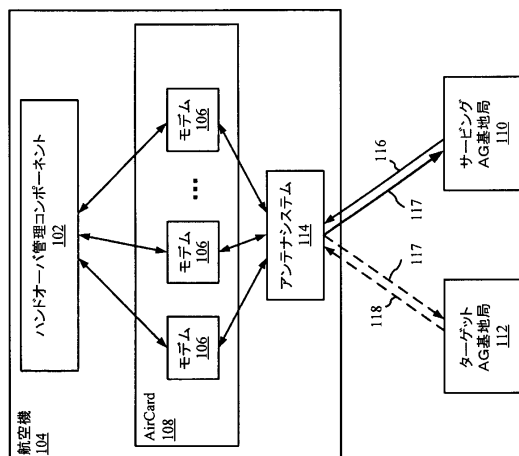 航空機
104
ハンドオーバ管理コンポーネント
102
AirCard
108
モデム
106
モデム
106
...
モデム
106
アンテナシステム
114
116
117
117
118
ターゲット
AG基地局
112
サービング
AG基地局
110